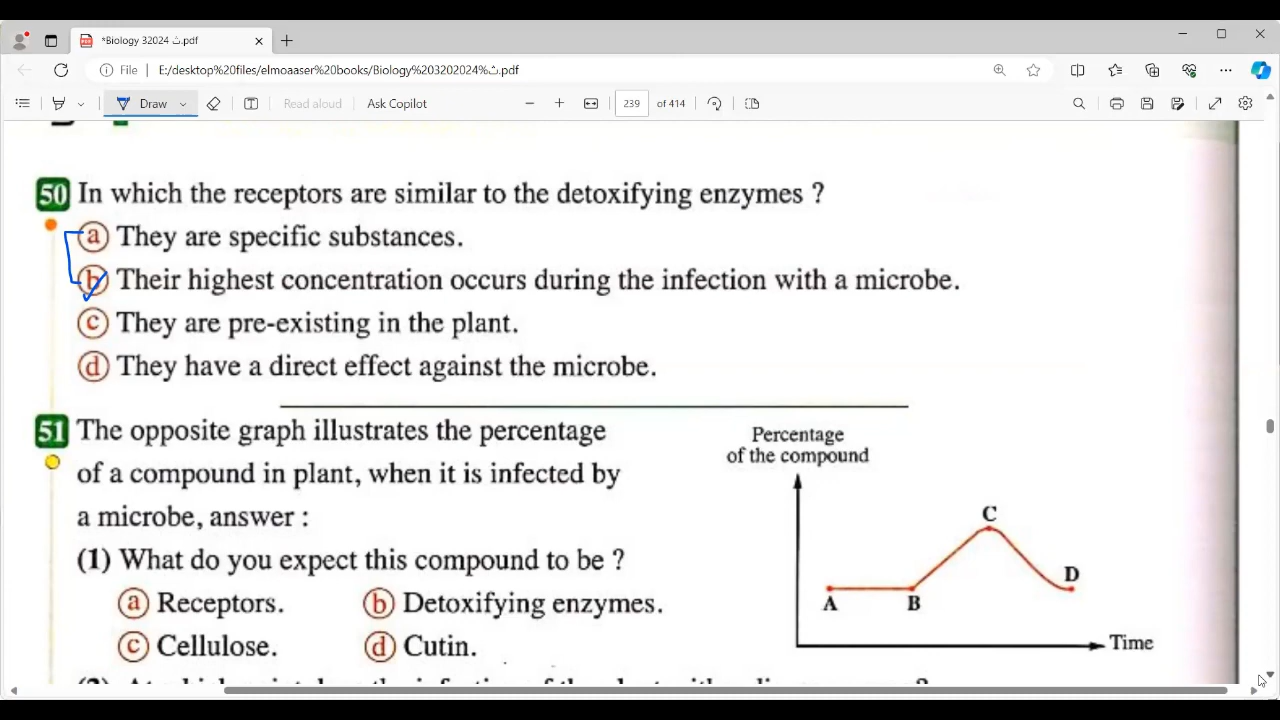 *Biology 32024 ث.pdf
File
E:/desktop%20files/elmoaaser%20books/Biology%203202024%ث.pdf
Draw
Read aloud
Ask Copilot
239
of 414
50 In which the receptors are similar to the detoxifying enzymes ?
a They are specific substances.
b Their highest concentration occurs during the infection with a microbe.
c They are pre-existing in the plant.
d They have a direct effect against the microbe.
51 The opposite graph illustrates the percentage
of a compound in plant, when it is infected by
a microbe, answer :
(1) What do you expect this compound to be ?
a Receptors.
b Detoxifying enzymes.
c Cellulose.
d Cutin.
Percentage
of the compound
C
D
A
B
Time